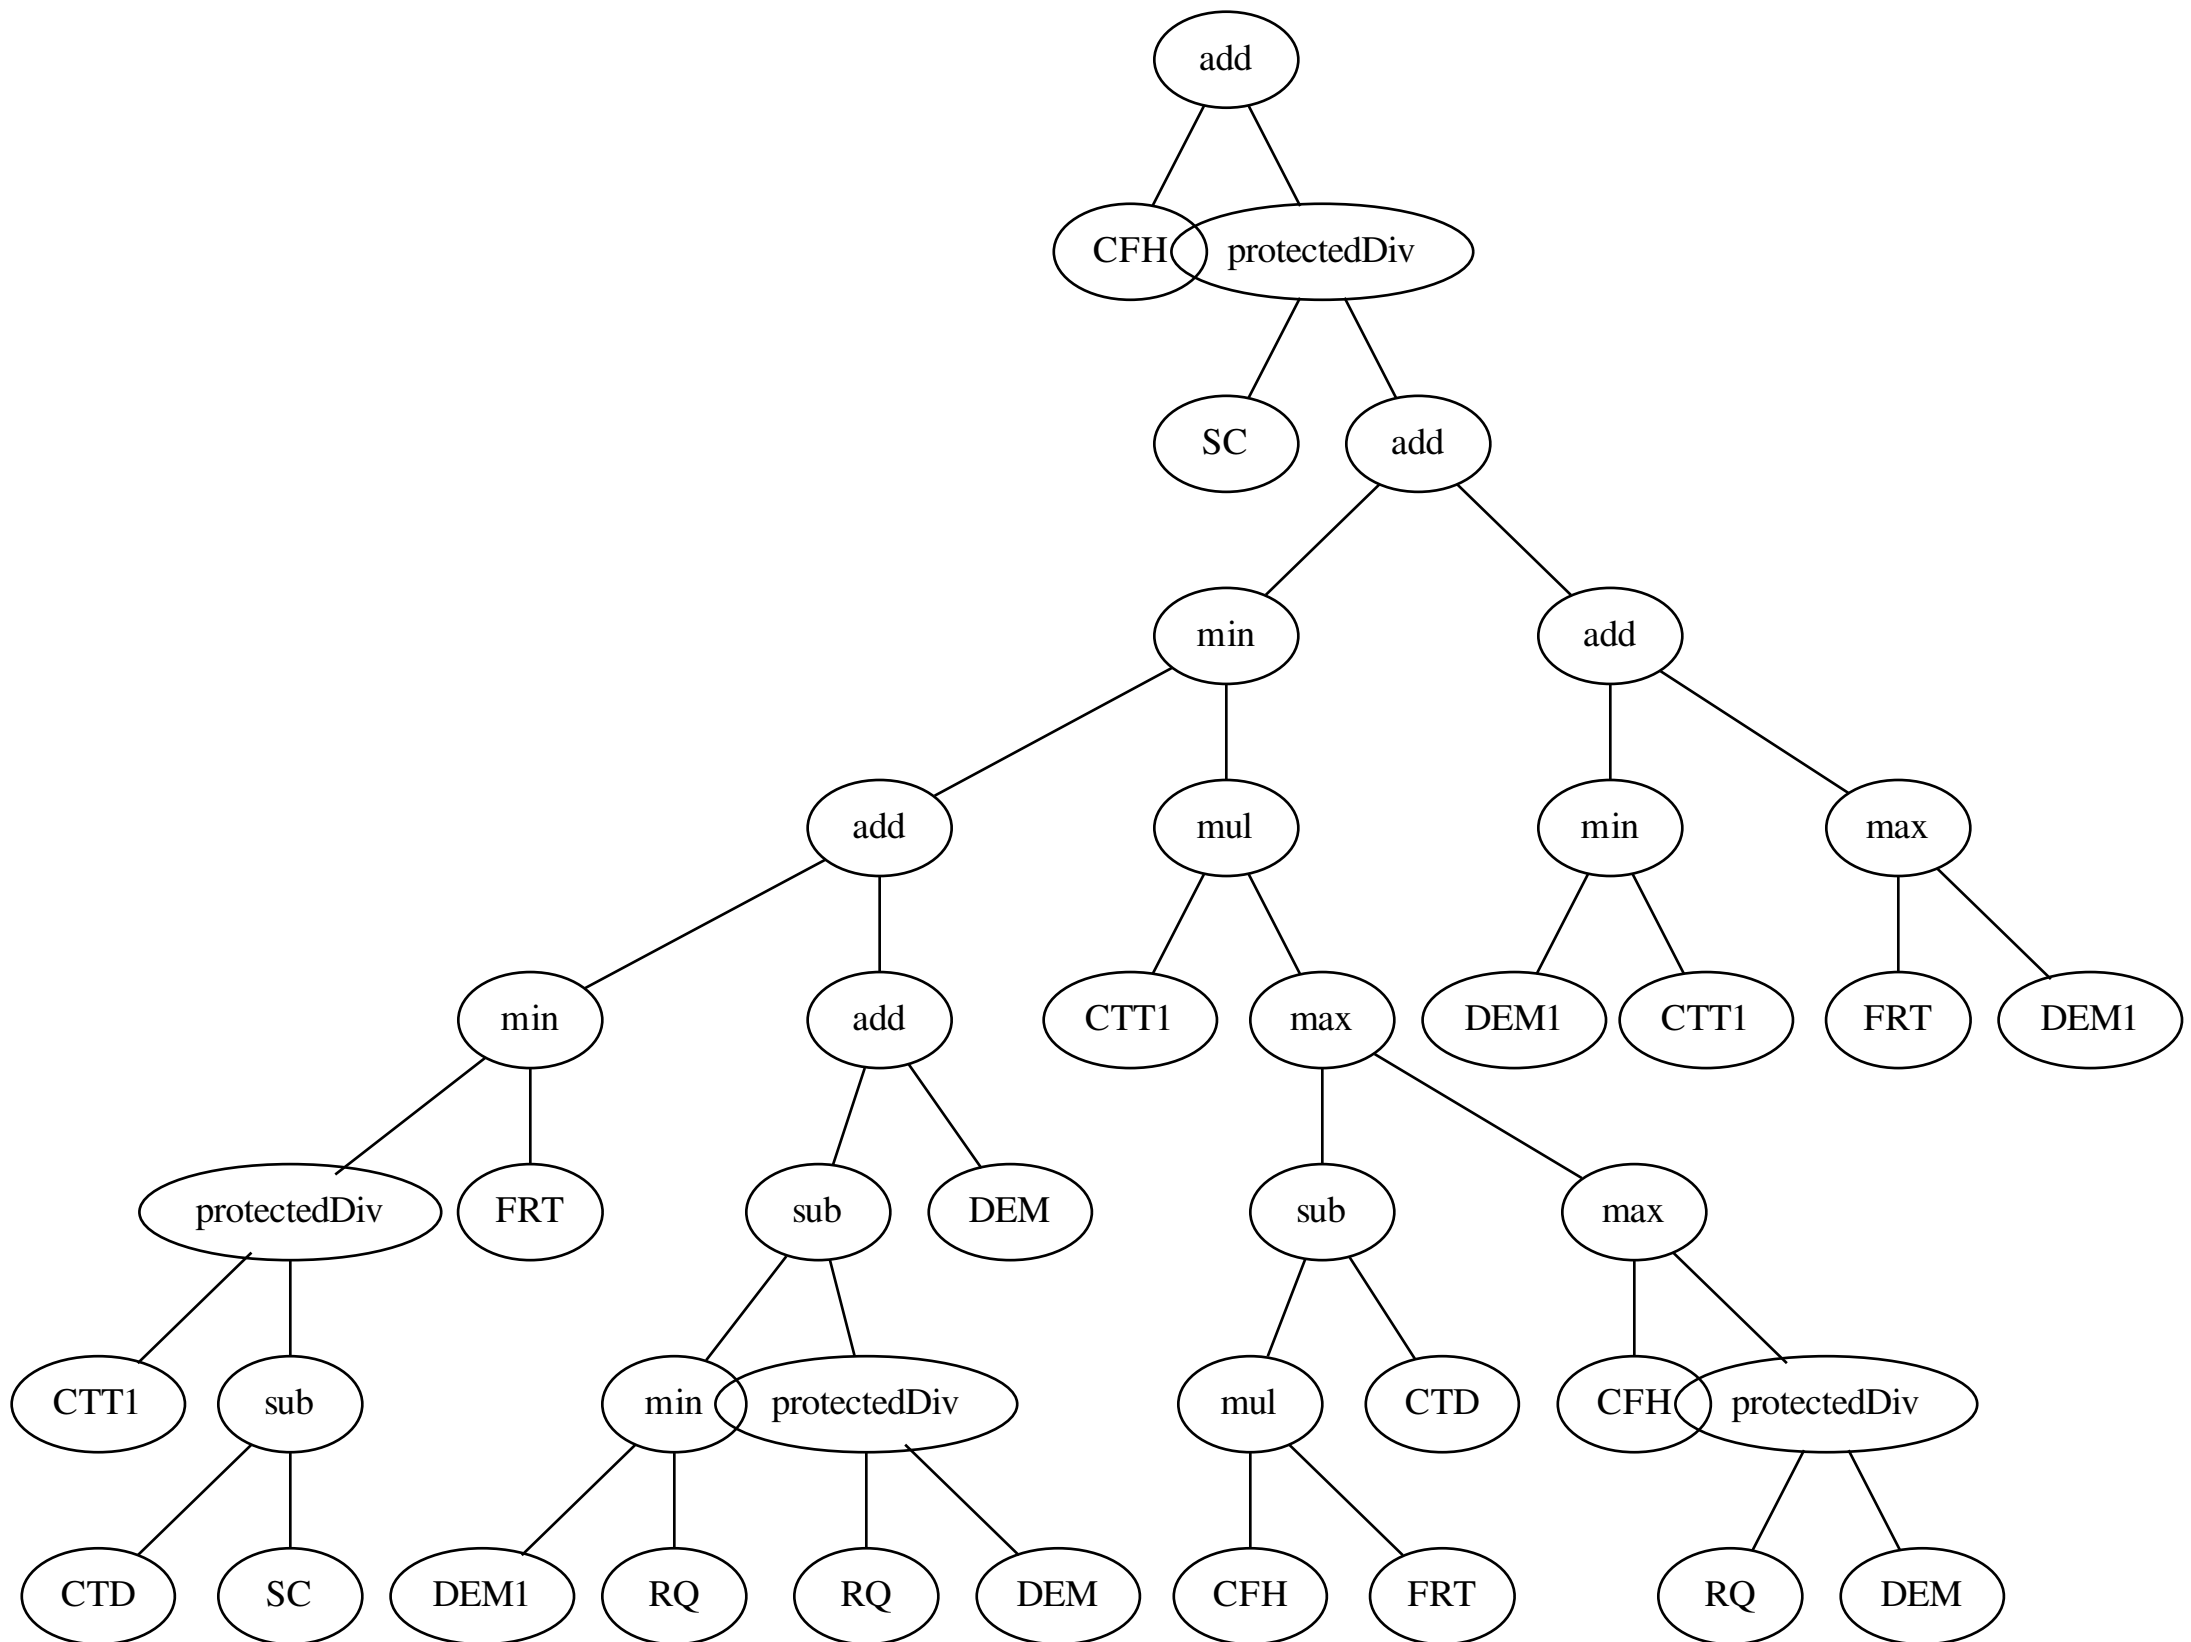 add
CFH protectedDiv
SC add
min add
add mul min max
min add CTT1 max DEM1 CTT1 FRT DEM1
protectedDiv FRT sub DEM sub max
CTT1 sub min protectedDiv mul CTD CFH protectedDiv
CTD SC DEM1 RQ RQ DEM CFH FRT RQ DEM